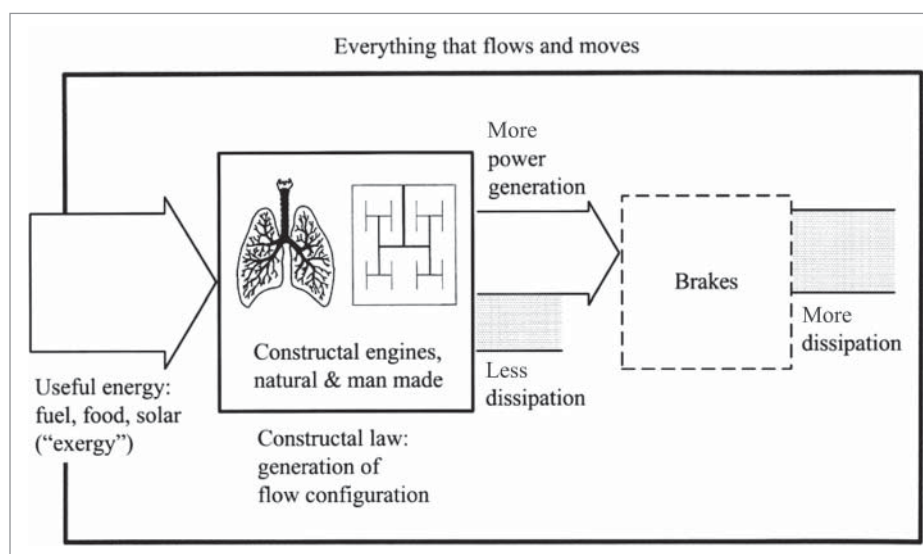 Everything that flows and moves
More
power
generation
Brakes
Constructal engines,
natural & man made
Less
dissipation
More
dissipation
Useful energy:
fuel, food, solar
(“exergy”)
Constructal law:
generation of
flow configuration